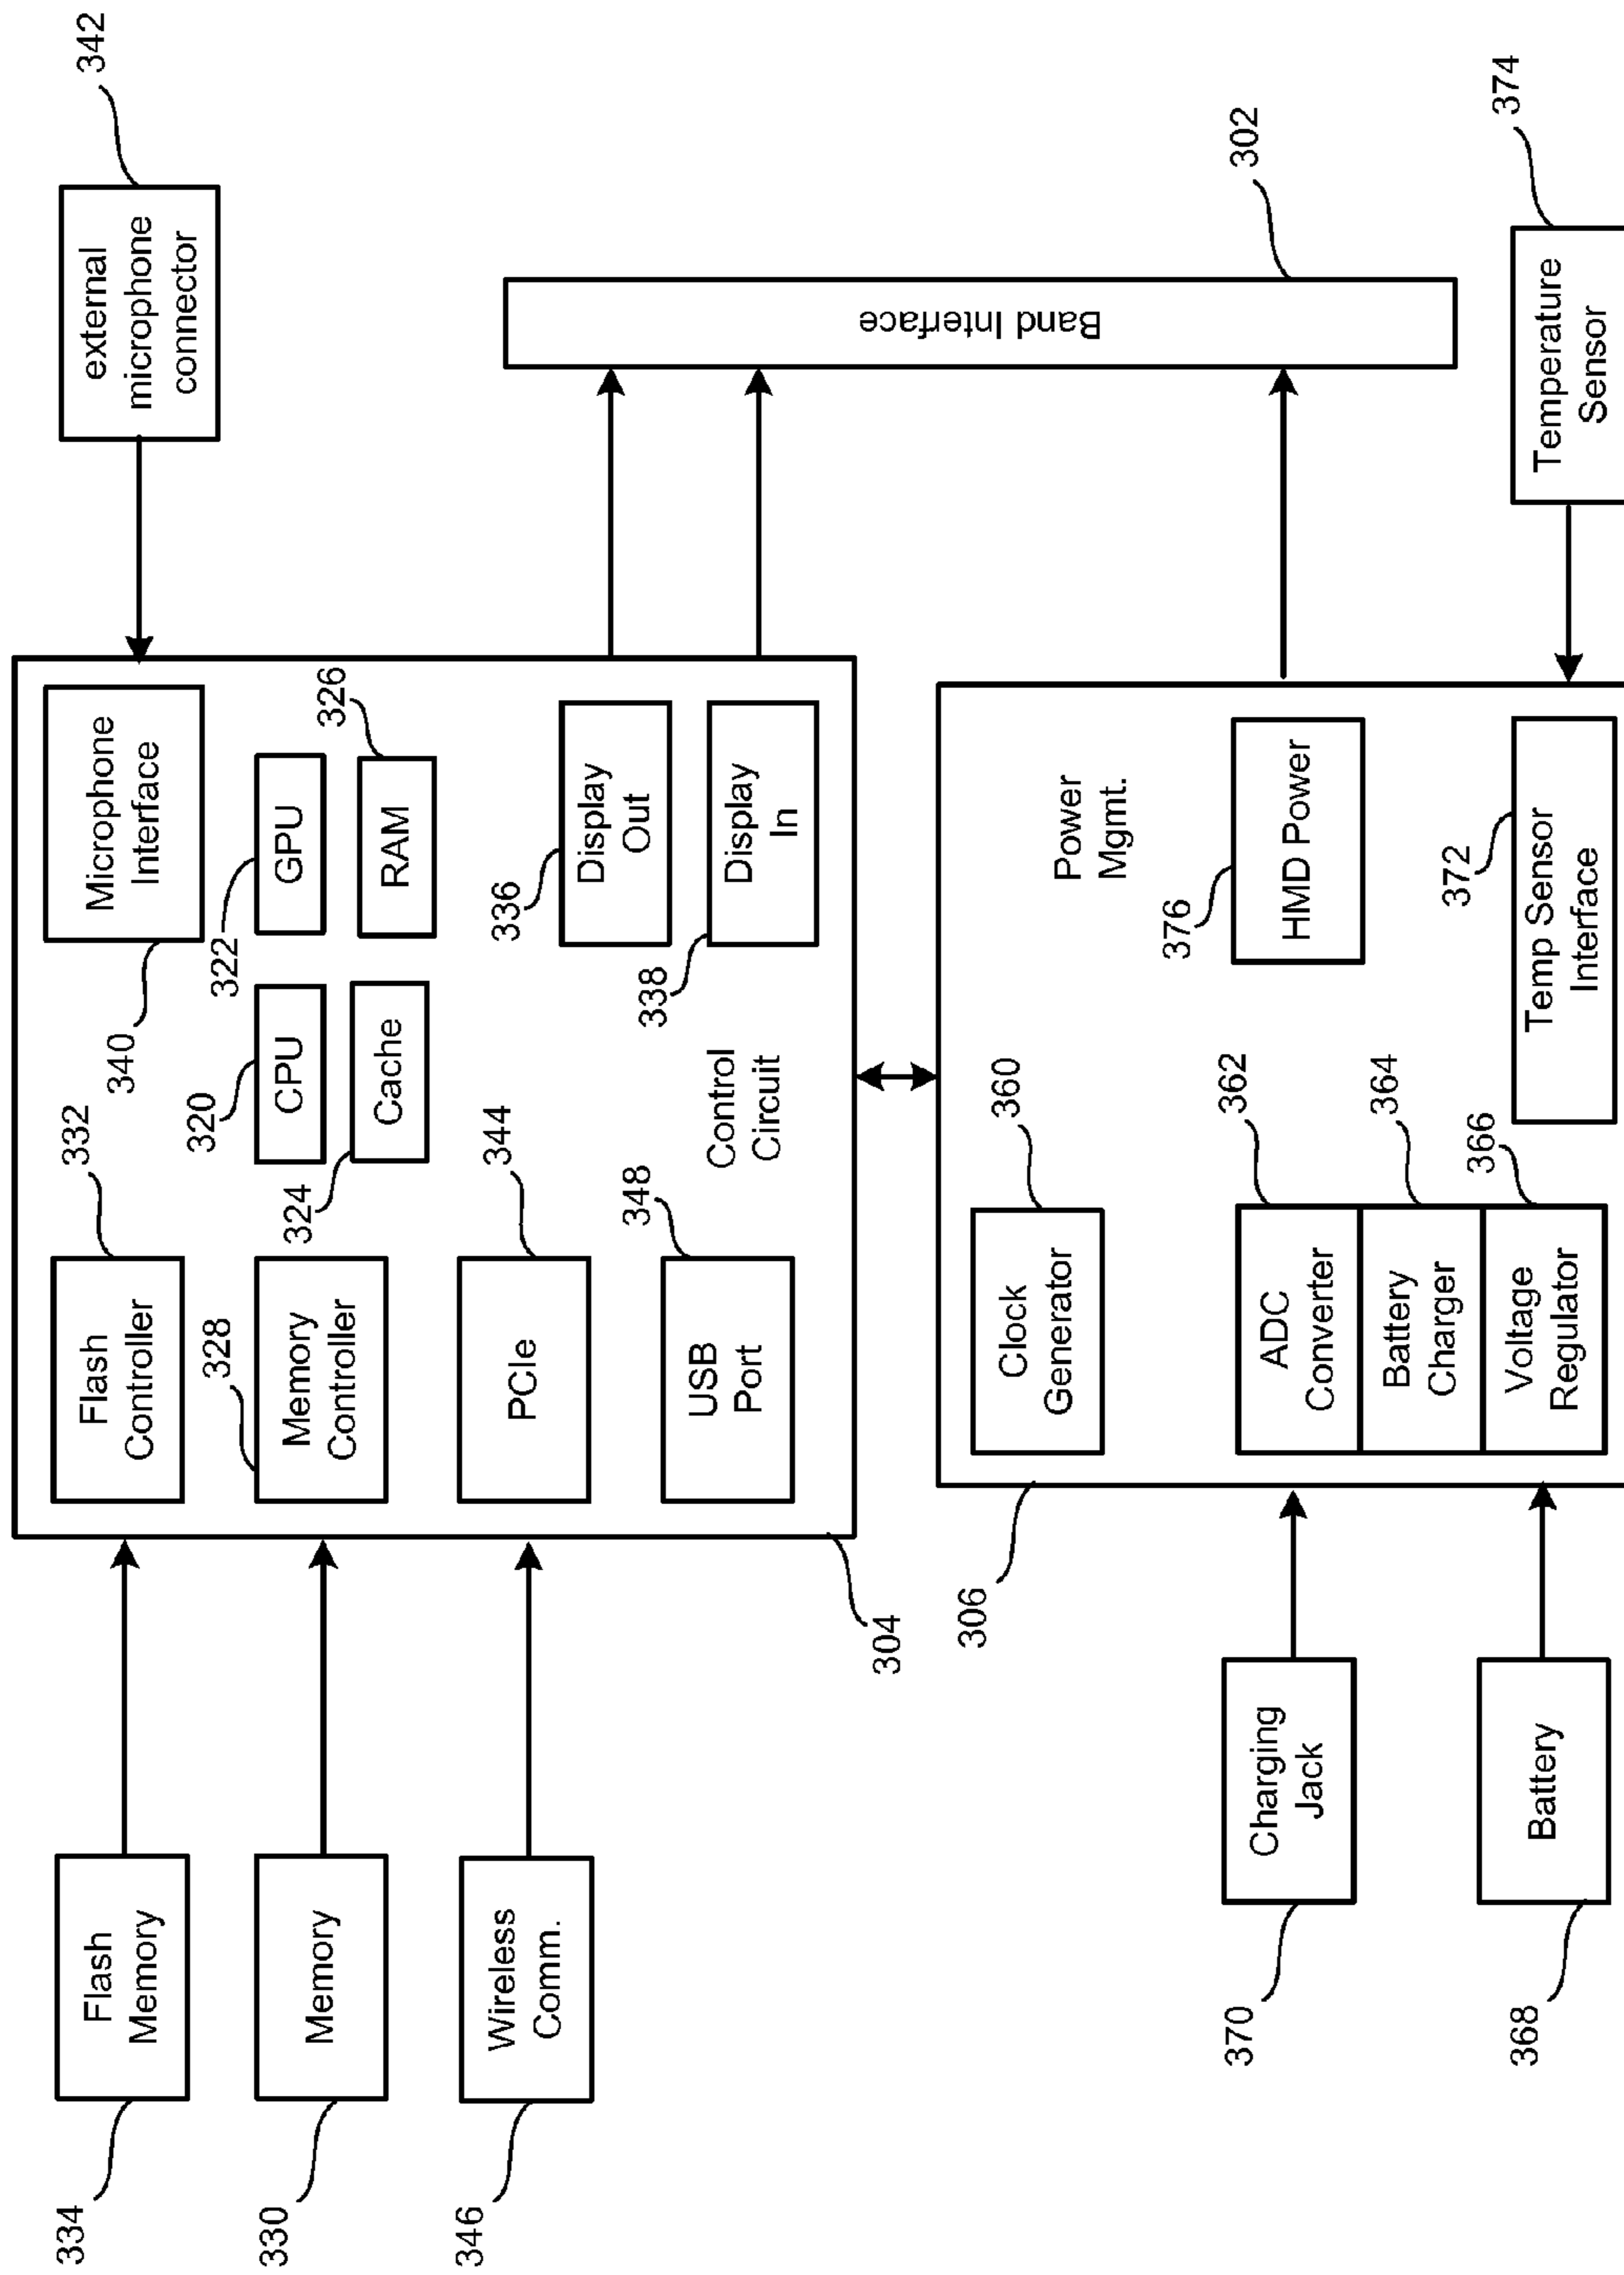 342
external
microphone
connector
Microphone
Interface
340
332
Flash
Controller
Flash
Memory
334
322
GPU
320
CPU
326
RAM
324
Cache
328
Memory
Controller
Memory
330
344
PCIe
Wireless
Comm.
346
336
Display
Out
338
Display
In
348
USB
Port
Control
Circuit
304
Band Interface
302
306
Power
Mgmt.
360
Clock
Generator
376
HMD Power
362
ADC
Converter
364
Battery
Charger
366
Voltage
Regulator
Charging
Jack
370
Battery
368
372
Temp Sensor
Interface
374
Temperature
Sensor